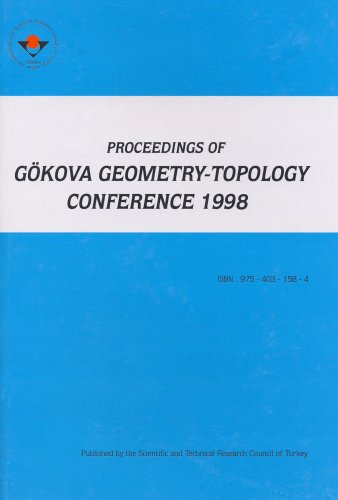 PROCEEDINGS OF
GÖKOVA GEOMETRY-TOPOLOGY
CONFERENCE 1998
ISBN : 975 - 403 - 158 - 4
Published by the Scientific and Technical Research Council of Turkey